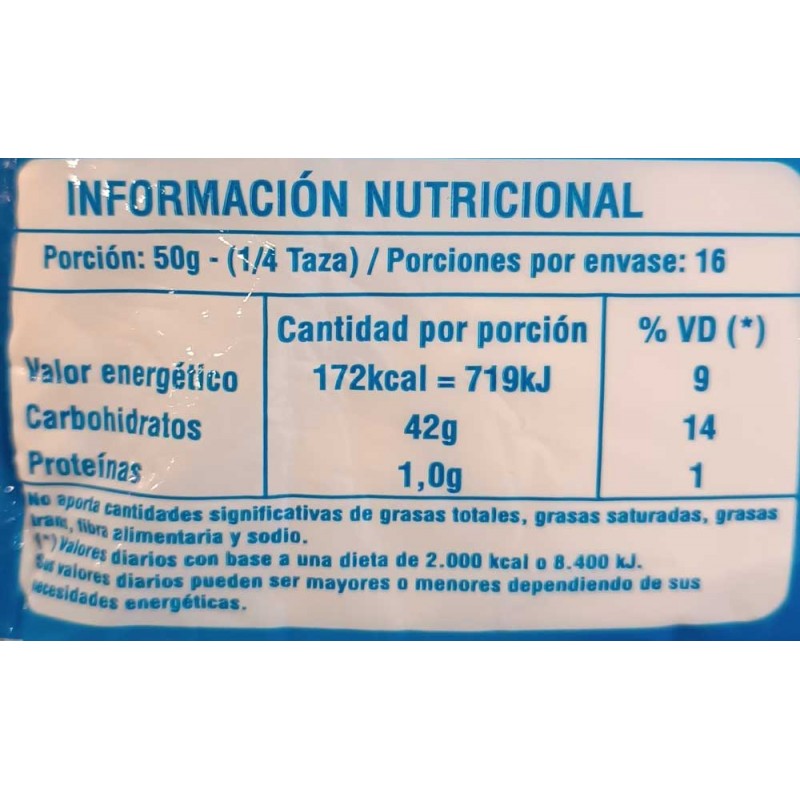 INFORMACIÓN NUTRICIONAL
Porción: 50g - (1/4 Taza) / Porciones por envase: 16
Cantidad por porción % VD (*)
Valor energético 172kcal = 719kJ 9
Carbohidratos 42g 14
Proteínas 1,0g 1
No aporta cantidades significativas de grasas totales, grasas saturadas, grasas
trans, fibra alimentaria y sodio.
(*) Valores diarios con base a una dieta de 2.000 kcal o 8.400 kJ.
Sus valores diarios pueden ser mayores o menores dependiendo de sus
necesidades energéticas.